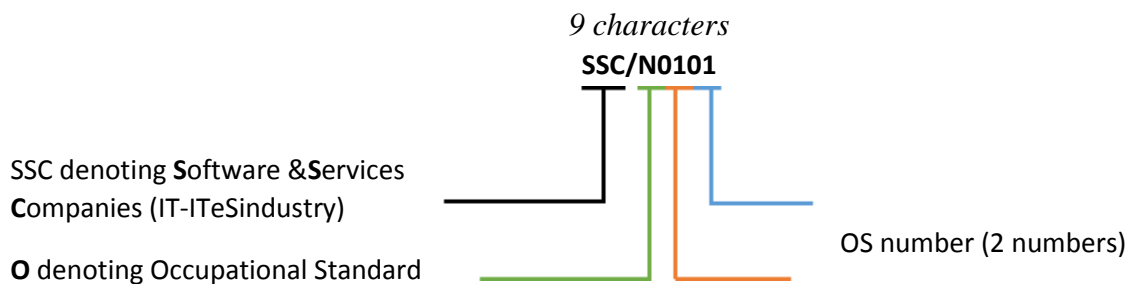 9 characters
SSC/N0101
SSC denoting Software &Services
Companies (IT-ITeSindustry)
OS number (2 numbers)
O denoting Occupational Standard